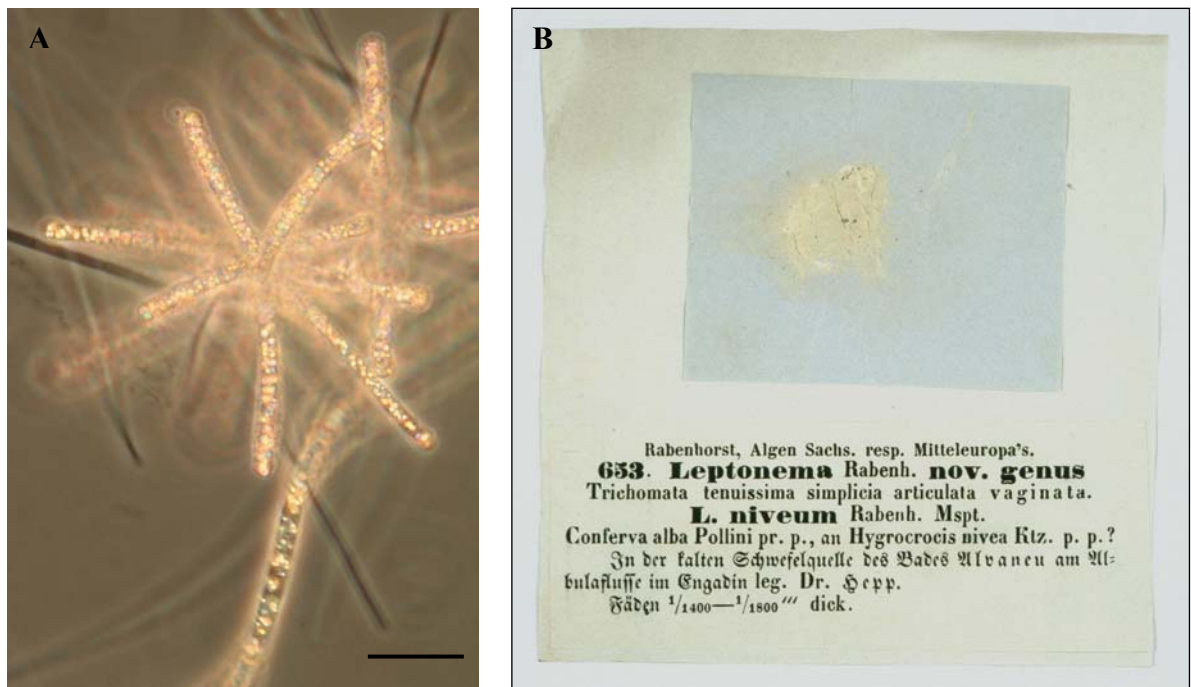 A
B
Rabenhorst, Algen Sachs. resp. Mitteleuropa's.
653. Leptonema Rabenh. nov. genus
Trichomata tenuissima simplicia articulata vaginata.
L. niveum Rabenh. Mspt.
Conferva alba Pollini pr. p., an Hygrocrocis nivea Ktz. p. p.?
In der kalten Schwefelquelle des Bades Alvaneu am Al-
bulaflusse im Engadin leg. Dr. Hepp.
Fäden 1/1400—1/1800′′′ dick.